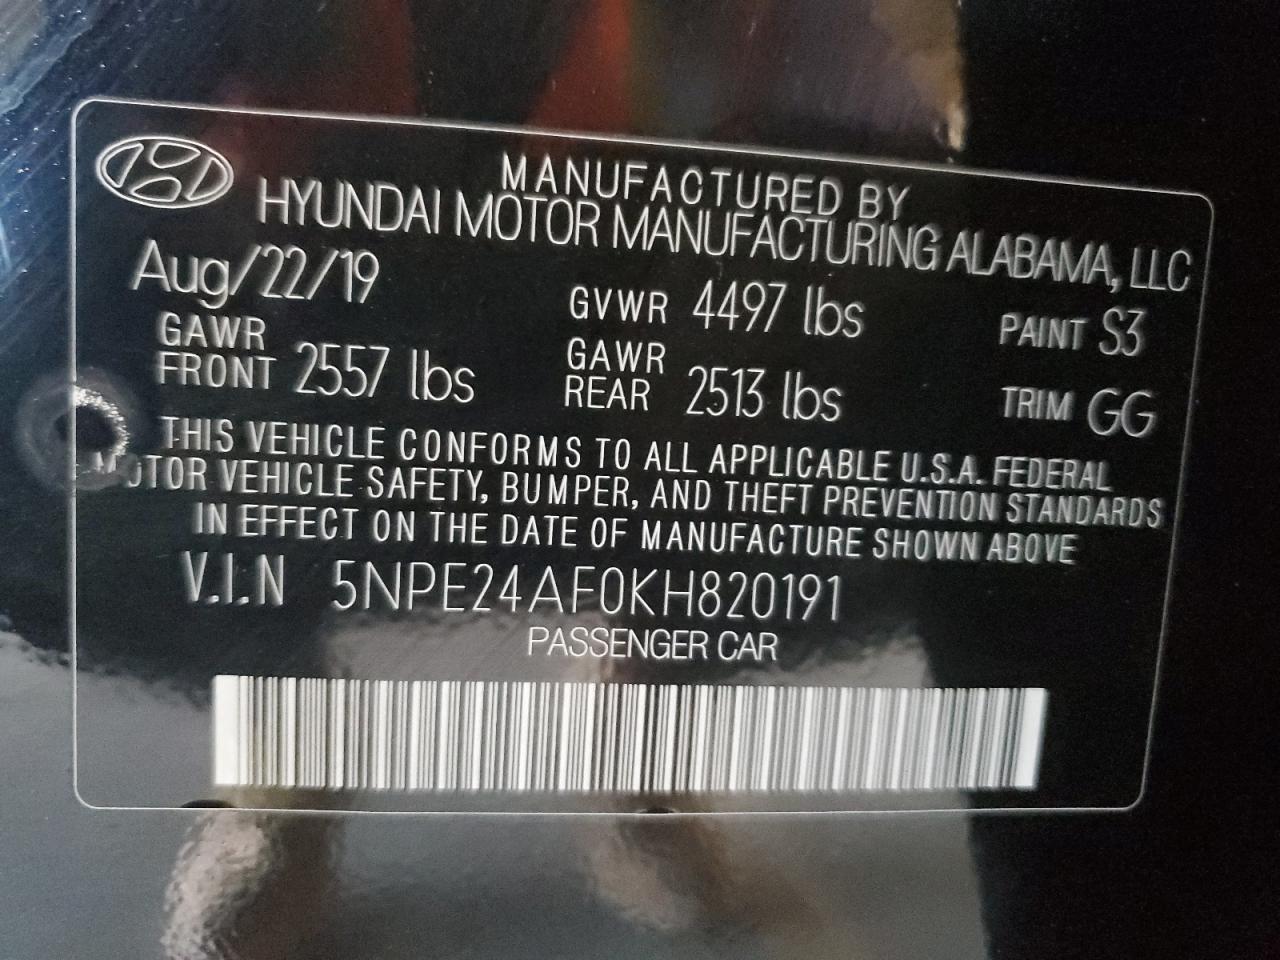 MANUFACTURED BY
HYUNDAI MOTOR MANUFACTURING ALABAMA, LLC
Aug/22/19 GVWR 4497 lbs PAINT S3
GAWR FRONT 2557 lbs GAWR REAR 2513 lbs TRIM GG
THIS VEHICLE CONFORMS TO ALL APPLICABLE U.S.A. FEDERAL
MOTOR VEHICLE SAFETY, BUMPER, AND THEFT PREVENTION STANDARDS
IN EFFECT ON THE DATE OF MANUFACTURE SHOWN ABOVE
V.I.N 5NPE24AF0KH820191
PASSENGER CAR